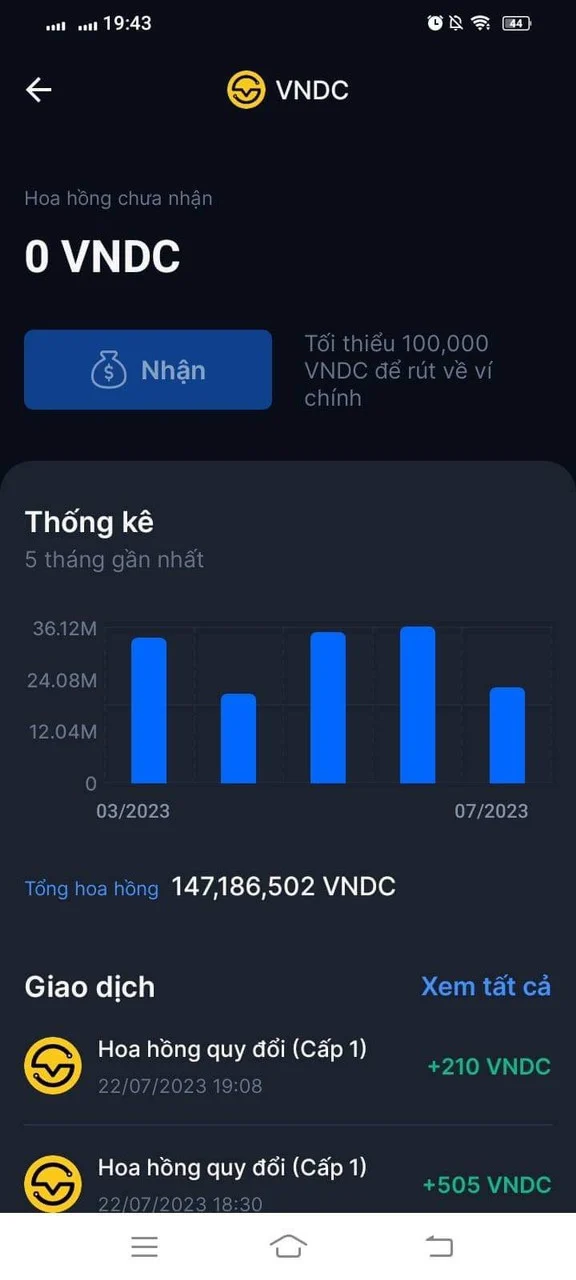 19:43
44
VNDC
Hoa hồng chưa nhận
0 VNDC
Nhận
Tối thiểu 100,000
VNDC để rút về ví
chính
Thống kê
5 tháng gần nhất
36.12M
24.08M
12.04M
0
03/2023
07/2023
Tổng hoa hồng 147,186,502 VNDC
Giao dịch
Xem tất cả
Hoa hồng quy đổi (Cấp 1)
22/07/2023 19:08
+210 VNDC
Hoa hồng quy đổi (Cấp 1)
22/07/2023 18:30
+505 VNDC